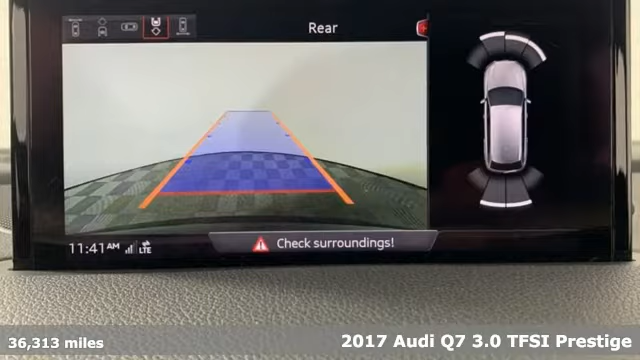 Rear
11:41AM LTE
Check surroundings!
36,313 miles
2017 Audi Q7 3.0 TFSI Prestige